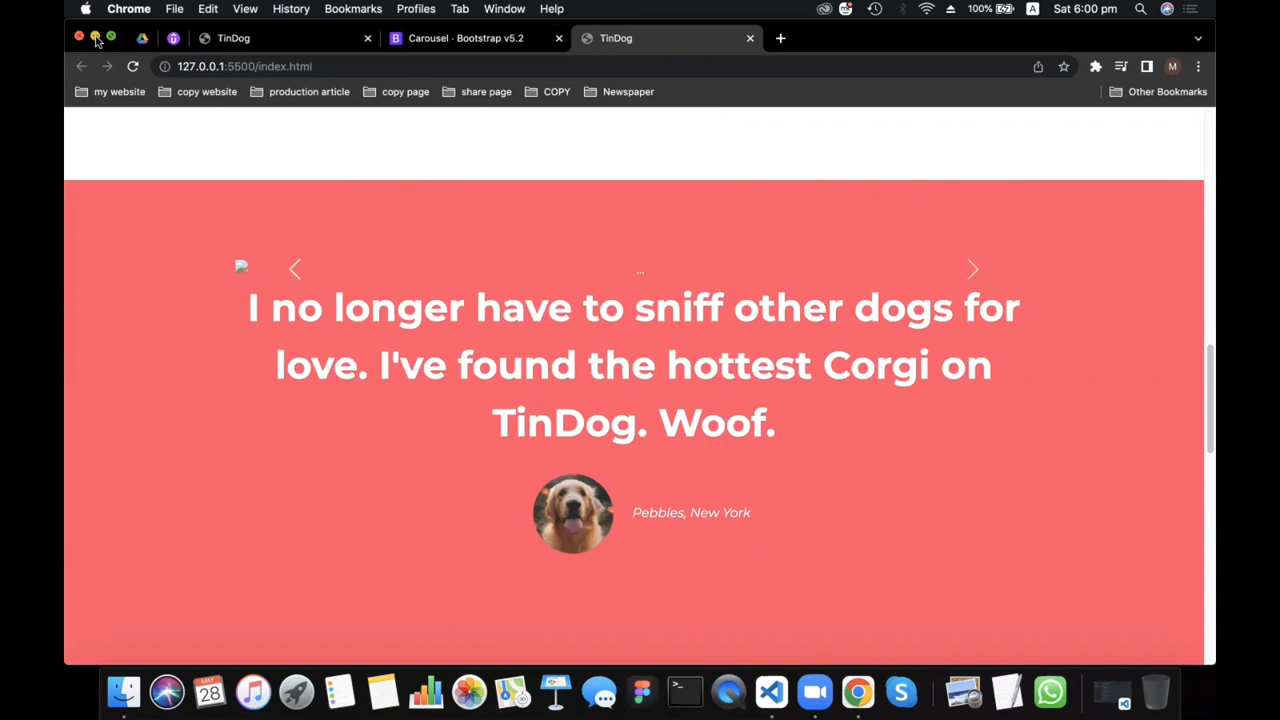 Chrome File Edit View History Bookmarks Profiles Tab Window Help 100% A Sat 6:00 pm
TinDog Carousel · Bootstrap v5.2 TinDog
127.0.0.1:5500/index.html M
my website copy website production article copy page share page COPY Newspaper Other Bookmarks
...
I no longer have to sniff other dogs for
love. I've found the hottest Corgi on
TinDog. Woof.
Pebbles, New York
MAY
28